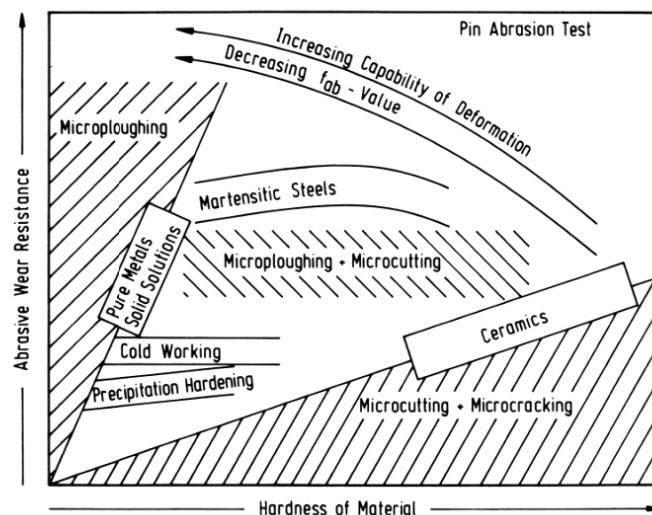 Pin Abrasion Test
Increasing Capability of Deformation
Decreasing fab - Value
Microploughing
Martensitic Steels
Pure Metals
Solid Solutions
Microploughing + Microcutting
Ceramics
Cold Working
Precipitation Hardening
Microcutting + Microcracking
Abrasive Wear Resistance
Hardness of Material